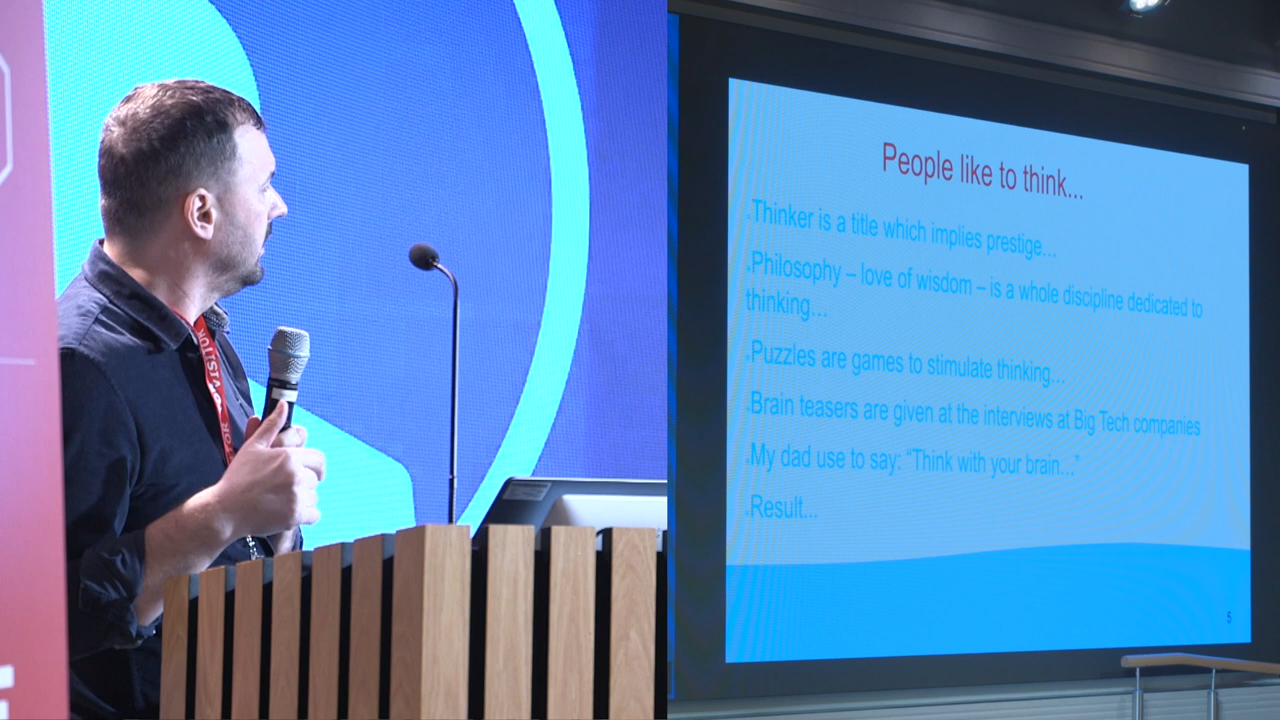 VISITOR
People like to think...
.Thinker is a title which implies prestige...
.Philosophy – love of wisdom – is a whole discipline dedicated to
thinking...
.Puzzles are games to stimulate thinking...
.Brain teasers are given at the interviews at Big Tech companies
.My dad use to say: “Think with your brain...”
.Result...
5